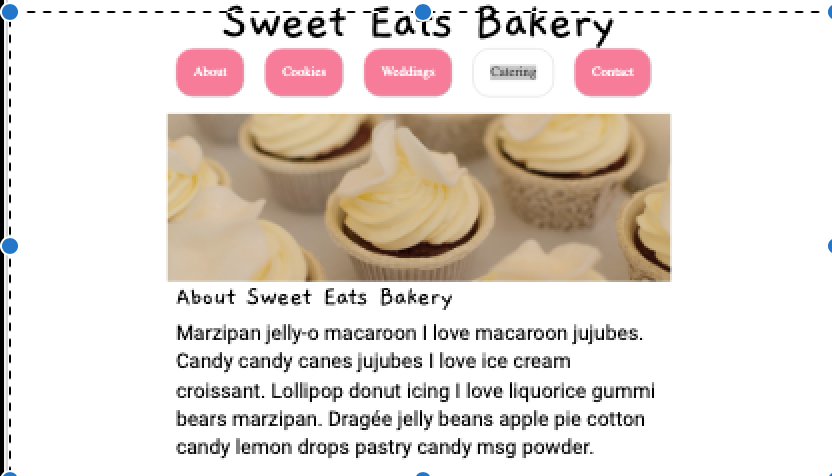 Sweet Eats Bakery
About Cookies Weddings Catering Contact
About Sweet Eats Bakery
Marzipan jelly-o macaroon I love macaroon jujubes.
Candy candy canes jujubes I love ice cream
croissant. Lollipop donut icing I love liquorice gummi
bears marzipan. Dragée jelly beans apple pie cotton
candy lemon drops pastry candy msg powder.